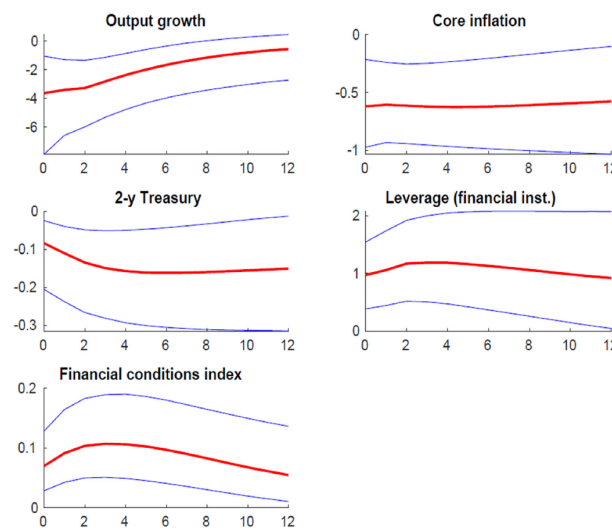 Output growth
0
-2
-4
-6
0 2 4 6 8 10 12
Core inflation
0
-0.5
-1
0 2 4 6 8 10 12
2-y Treasury
0
-0.1
-0.2
-0.3
0 2 4 6 8 10 12
Leverage (financial inst.)
2
1
0
0 2 4 6 8 10 12
Financial conditions index
0.2
0.1
0
0 2 4 6 8 10 12